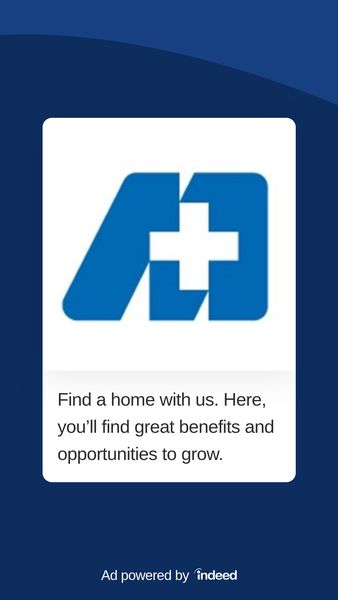 Find a home with us. Here,
you’ll find great benefits and
opportunities to grow.
Ad powered by indeed